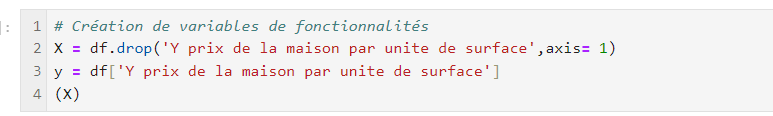 ]:
1 # Création de variables de fonctionnalités
2 X = df.drop('Y prix de la maison par unite de surface',axis= 1)
3 y = df['Y prix de la maison par unite de surface']
4 (X)